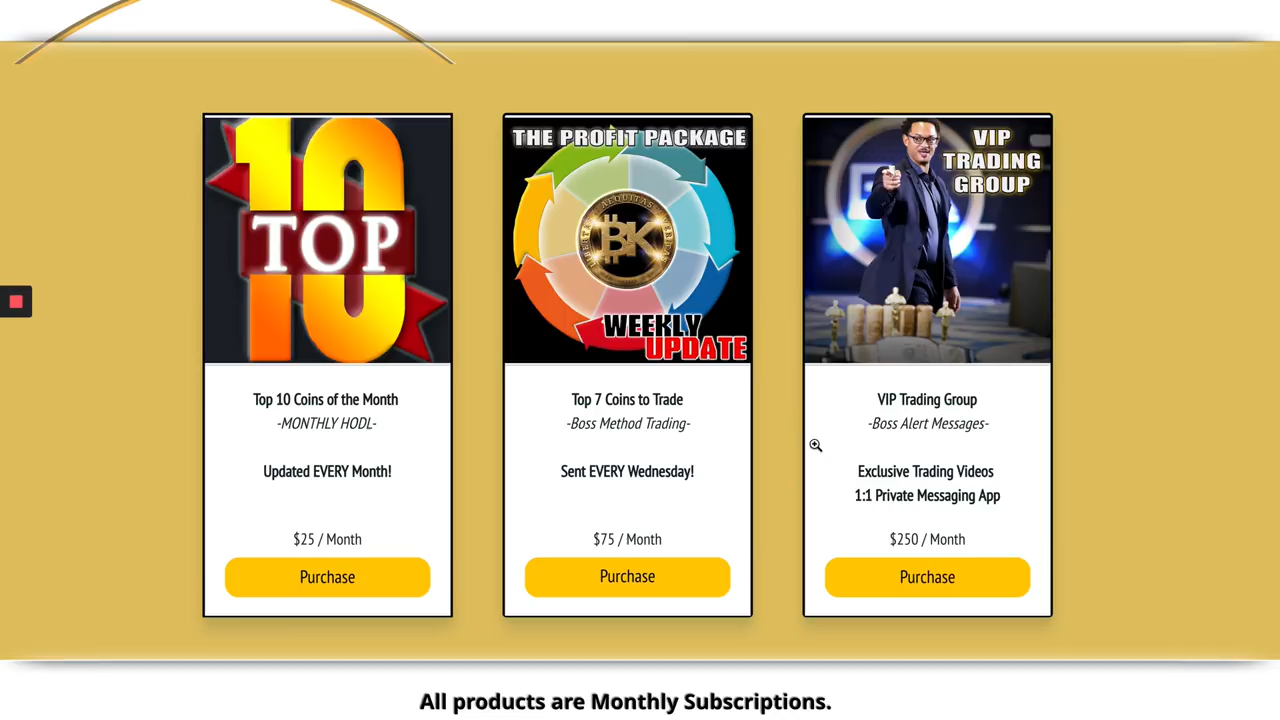 10
TOP
Top 10 Coins of the Month
-MONTHLY HODL-
Updated EVERY Month!
$25 / Month
Purchase
THE PROFIT PACKAGE
AEQUITAS
VERITAS
LIBERTAS
BK
WEEKLY
UPDATE
Top 7 Coins to Trade
-Boss Method Trading-
Sent EVERY Wednesday!
$75 / Month
Purchase
VIP
TRADING
GROUP
VIP Trading Group
-Boss Alert Messages-
Exclusive Trading Videos
1:1 Private Messaging App
$250 / Month
Purchase
All products are Monthly Subscriptions.